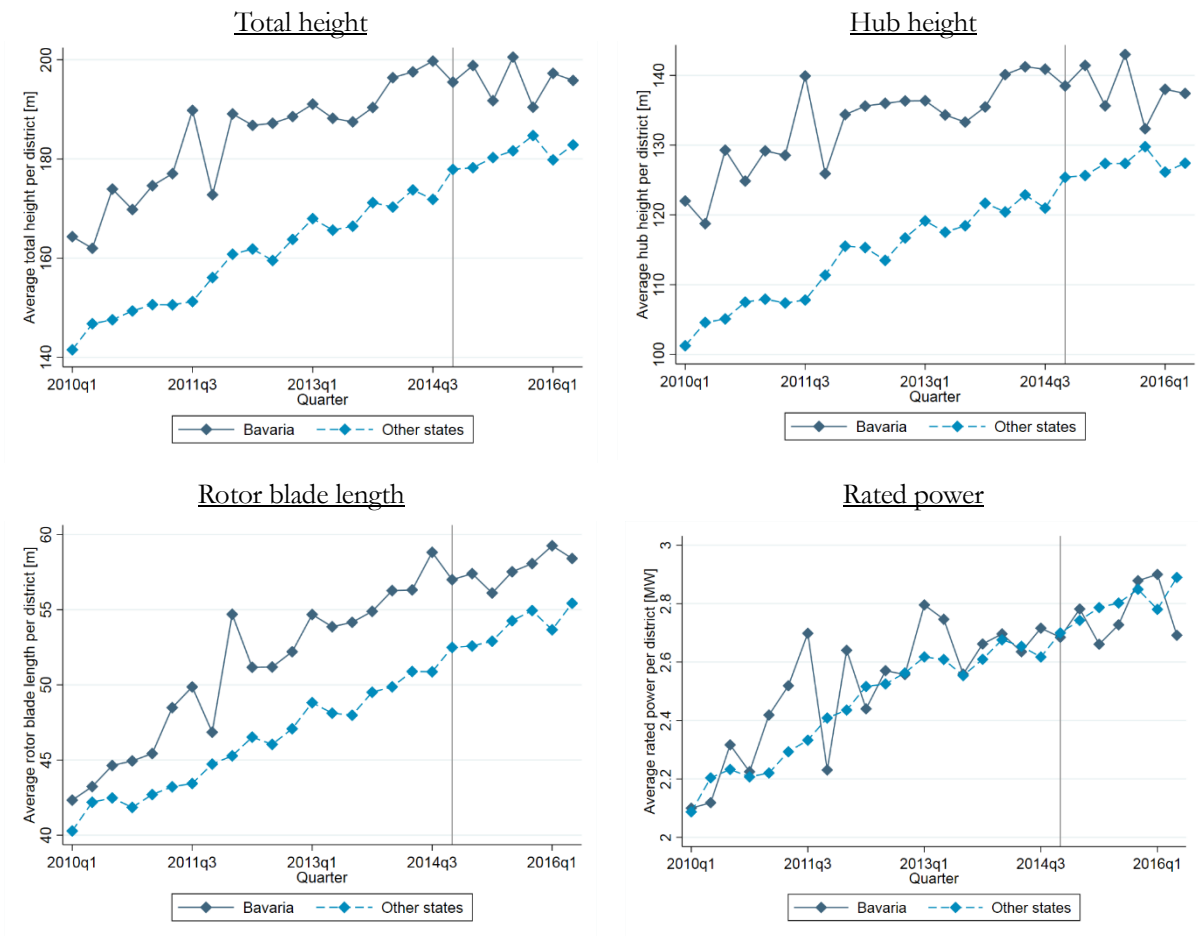 Total height
Average total height per district [m]
200
180
160
140
2010q1 2011q3 2013q1 2014q3 2016q1
Quarter
Bavaria Other states
Hub height
Average hub height per district [m]
140
130
120
110
100
2010q1 2011q3 2013q1 2014q3 2016q1
Quarter
Bavaria Other states
Rotor blade length
Average rotor blade length per district [m]
60
55
50
45
40
2010q1 2011q3 2013q1 2014q3 2016q1
Quarter
Bavaria Other states
Rated power
Average rated power per district [MW]
3
2.8
2.6
2.4
2.2
2
2010q1 2011q3 2013q1 2014q3 2016q1
Quarter
Bavaria Other states